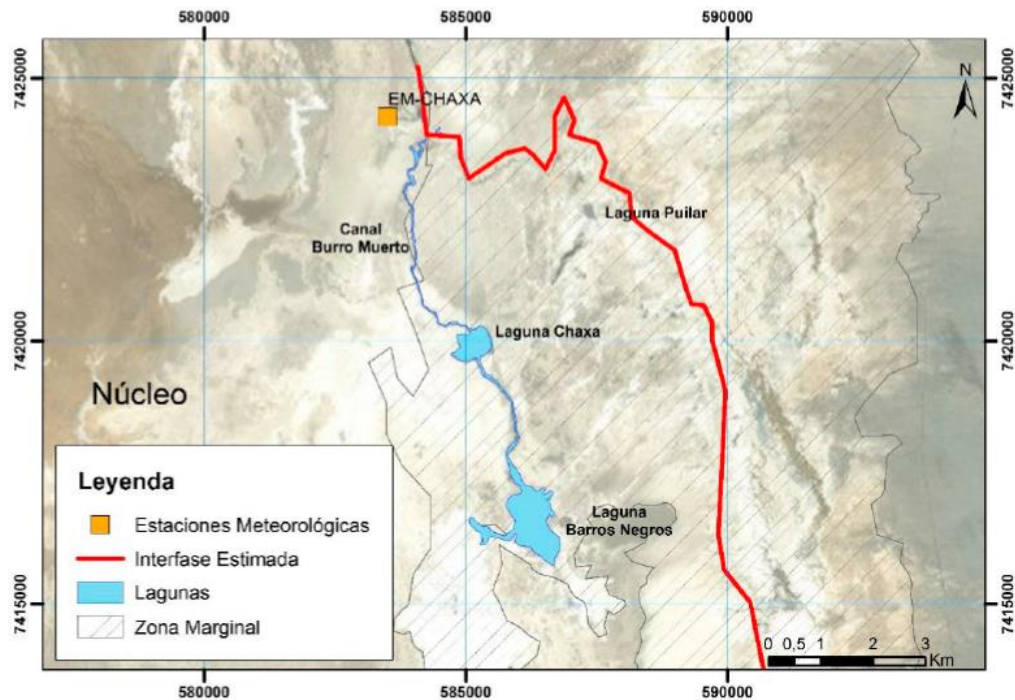 580000
585000
590000
7425000
7425000
N
EM-CHAXA
Laguna Puilar
Canal
Burro Muerto
Laguna Chaxa
7420000
7420000
Núcleo
Leyenda
Estaciones Meteorológicas
Interfase Estimada
Lagunas
Zona Marginal
Laguna
Barros Negros
7415000
7415000
0 0,5 1 2 3
Km
580000
585000
590000